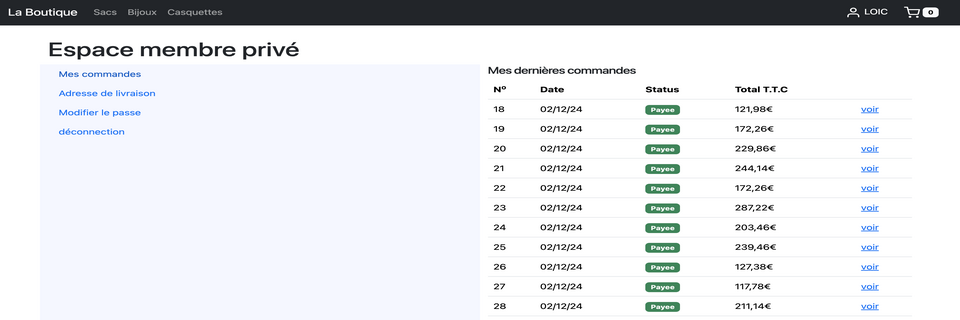 La Boutique Sacs Bijoux Casquettes LOIC 0
Espace membre privé
Mes commandes
Adresse de livraison
Modifier le passe
déconnection
Mes dernières commandes
Nº Date Status Total T.T.C
18 02/12/24 Payee 121,98€ voir
19 02/12/24 Payee 172,26€ voir
20 02/12/24 Payee 229,86€ voir
21 02/12/24 Payee 244,14€ voir
22 02/12/24 Payee 172,26€ voir
23 02/12/24 Payee 287,22€ voir
24 02/12/24 Payee 203,46€ voir
25 02/12/24 Payee 239,46€ voir
26 02/12/24 Payee 127,38€ voir
27 02/12/24 Payee 117,78€ voir
28 02/12/24 Payee 211,14€ voir